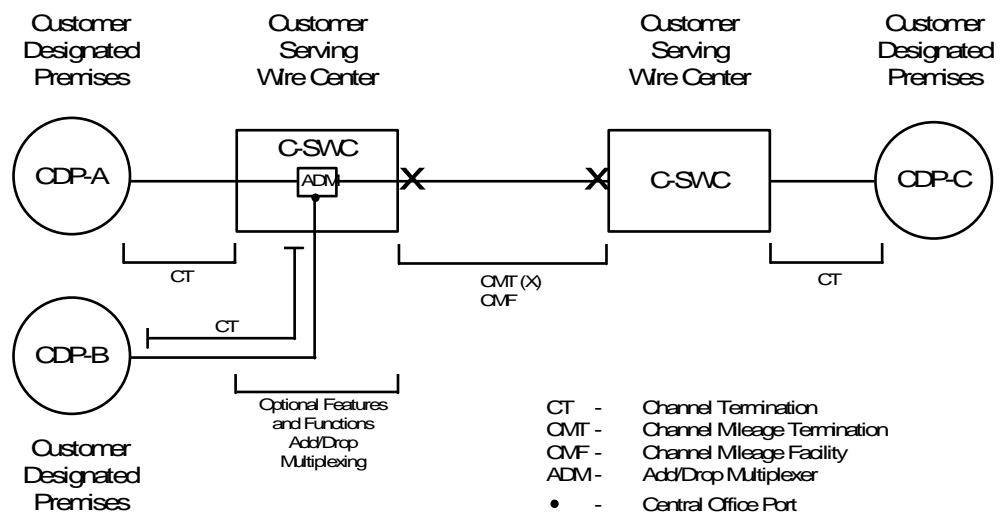 Customer
Designated
Premises
Customer
Serving
Wire Center
Customer
Serving
Wire Center
Customer
Designated
Premises
CDP-A
C-SWC
ADM
X
X
C-SWC
CDP-C
CT
CMT (X)
CMF
CT
CT
CDP-B
Optional Features
and Functions
Add/Drop
Multiplexing
Customer
Designated
Premises
CT - Channel Termination
CMT - Channel Mileage Termination
CMF - Channel Mileage Facility
ADM - Add/Drop Multiplexer
• - Central Office Port